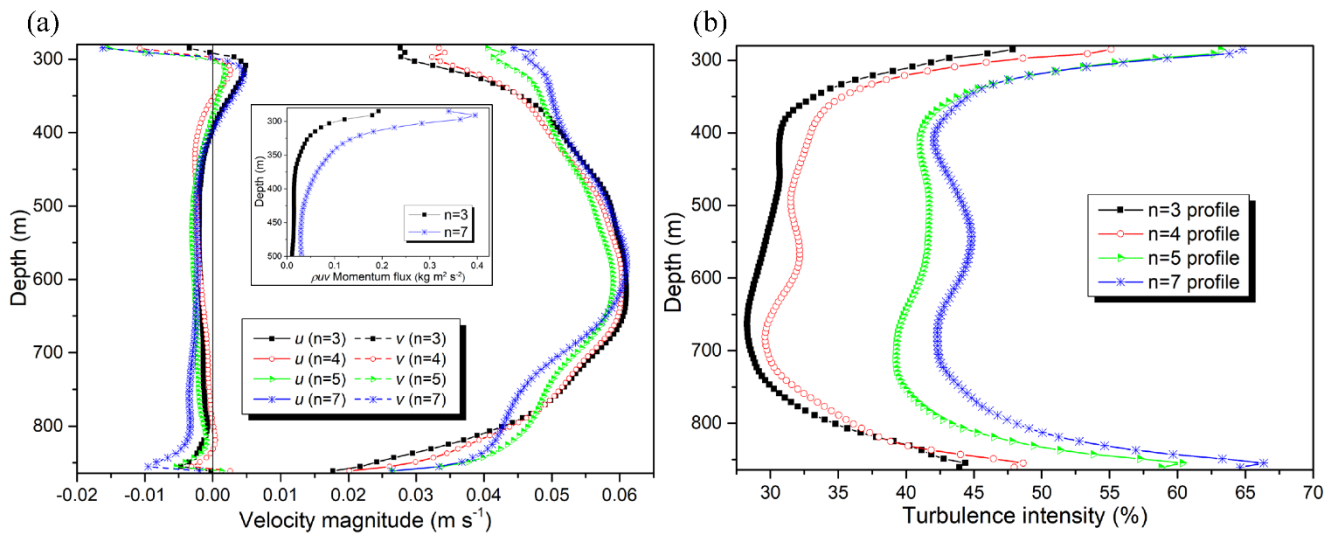 (a)
300
400
500
600
700
800
Depth (m)
-0.02 -0.01 0.00 0.01 0.02 0.03 0.04 0.05 0.06
Velocity magnitude (m s⁻¹)
250
300
350
400
450
500
Depth (m)
0.0 0.1 0.2 0.3 0.4
ρuv Momentum flux (kg m² s⁻²)
n=3
n=7
u (n=3) v (n=3)
u (n=4) v (n=4)
u (n=5) v (n=5)
u (n=7) v (n=7)
(b)
300
400
500
600
700
800
Depth (m)
30 35 40 45 50 55 60 65 70
Turbulence intensity (%)
n=3 profile
n=4 profile
n=5 profile
n=7 profile